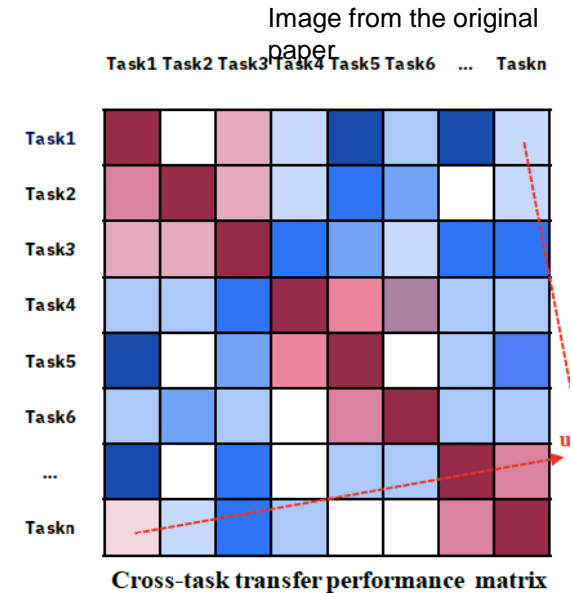 Image from the original
paper
Task1 Task2 Task3 Task4 Task5 Task6 ... Taskn
Task1
Task2
Task3
Task4
Task5
Task6
...
Taskn
u
Cross-task transfer performance matrix